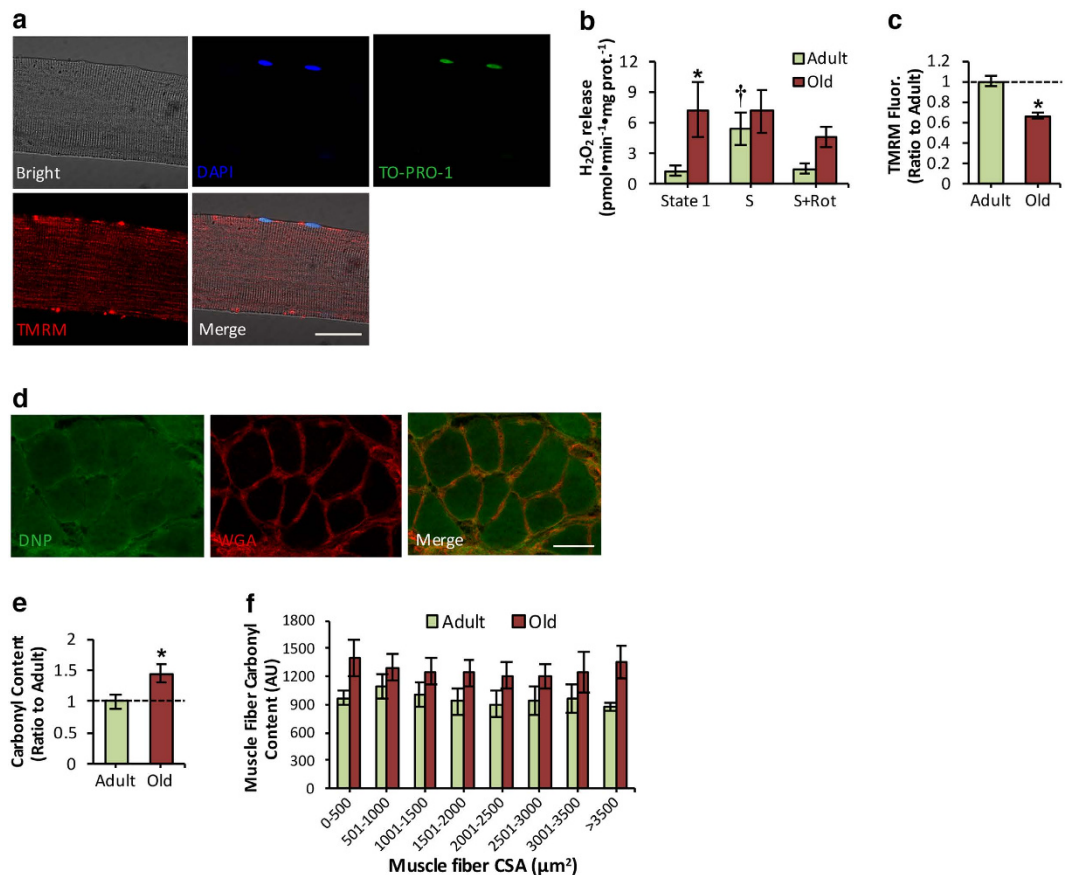 a
Bright
DAPI
TO-PRO-1
TMRM
Merge
b
H₂O₂ release
(pmol•min⁻¹•mg prot.⁻¹)
12
9
6
3
0
*
†
Adult
Old
State 1
S
S+Rot
c
TMRM Fluor.
(Ratio to Adult)
1.2
1
0.8
0.6
0.4
0.2
0
*
Adult
Old
d
DNP
WGA
Merge
e
Carbonyl Content
(Ratio to Adult)
2
1.5
1
0.5
0
*
Adult
Old
f
Muscle Fiber Carbonyl
Content (AU)
1800
1500
1200
900
600
300
0
Adult
Old
0-500
501-1000
1001-1500
1501-2000
2001-2500
2501-3000
3001-3500
>3500
Muscle fiber CSA (µm²)